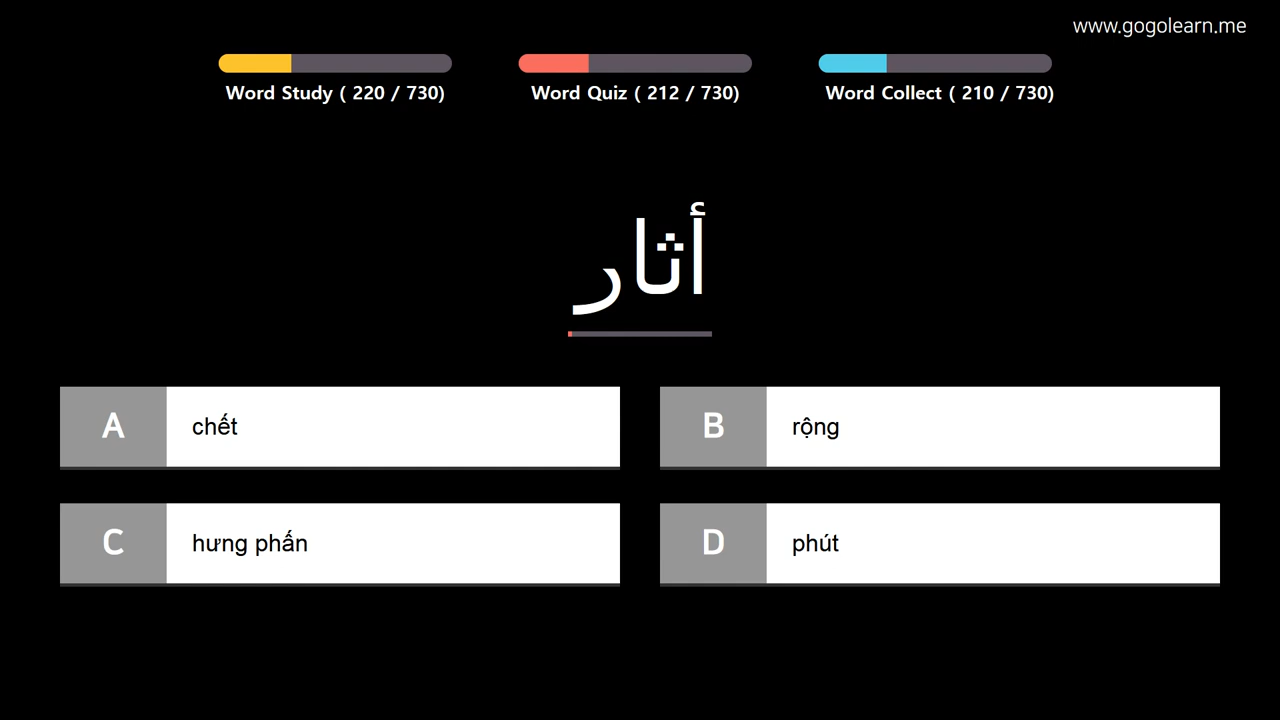 www.gogolearn.me
Word Study ( 220 / 730)
Word Quiz ( 212 / 730)
Word Collect ( 210 / 730)
أثار
A chết
B rộng
C hưng phấn
D phút